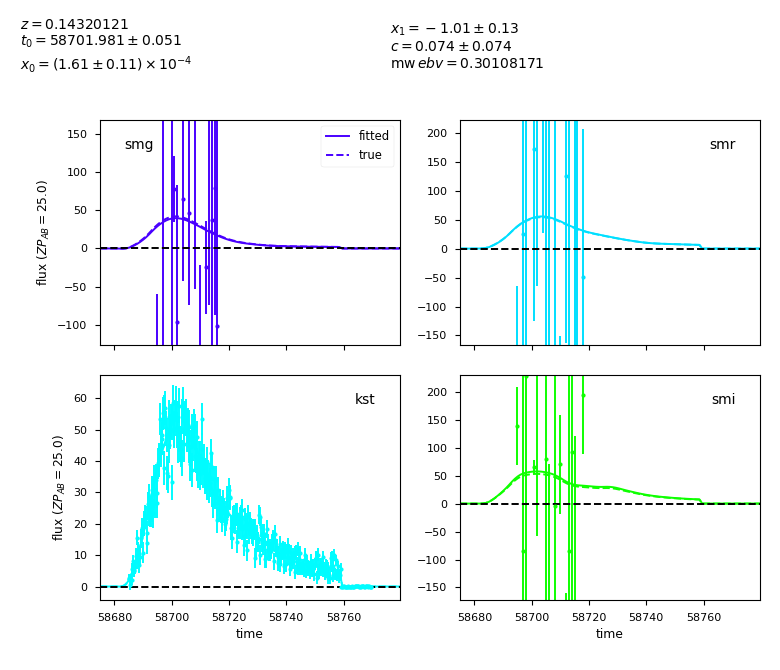 z = 0.14320121
t₀ = 58701.981 ± 0.051
x₀ = (1.61 ± 0.11) × 10⁻⁴
x₁ = −1.01 ± 0.13
c = 0.074 ± 0.074
mw ebv = 0.30108171
smg
fitted
true
150
100
50
0
−50
−100
flux (ZP_AB = 25.0)
smr
200
150
100
50
0
−50
−100
−150
kst
60
50
40
30
20
10
0
flux (ZP_AB = 25.0)
58680 58700 58720 58740 58760
time
smi
200
150
100
50
0
−50
−100
−150
58680 58700 58720 58740 58760
time